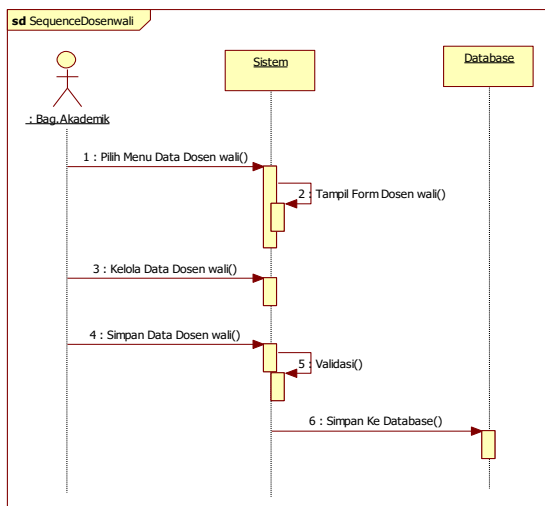 sd SequenceDosenwali
Sistem
Database
: Bag.Akademik
1 : Pilih Menu Data Dosen wali()
2 : Tampil Form Dosen wali()
3 : Kelola Data Dosen wali()
4 : Simpan Data Dosen wali()
5 : Validasi()
6 : Simpan Ke Database()